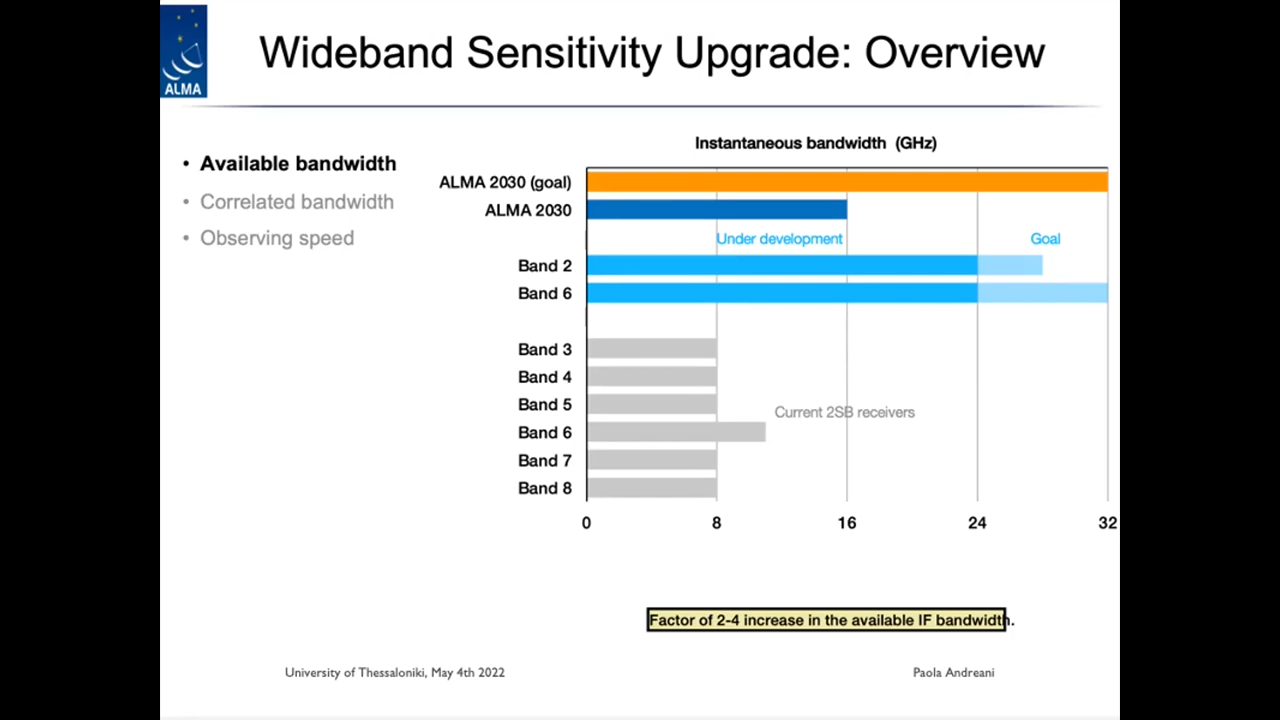 ALMA
Wideband Sensitivity Upgrade: Overview
• Available bandwidth
• Correlated bandwidth
• Observing speed
Instantaneous bandwidth (GHz)
ALMA 2030 (goal)
ALMA 2030
Under development
Goal
Band 2
Band 6
Band 3
Band 4
Band 5
Current 2SB receivers
Band 6
Band 7
Band 8
0 8 16 24 32
Factor of 2-4 increase in the available IF bandwidth.
University of Thessaloniki, May 4th 2022
Paola Andreani